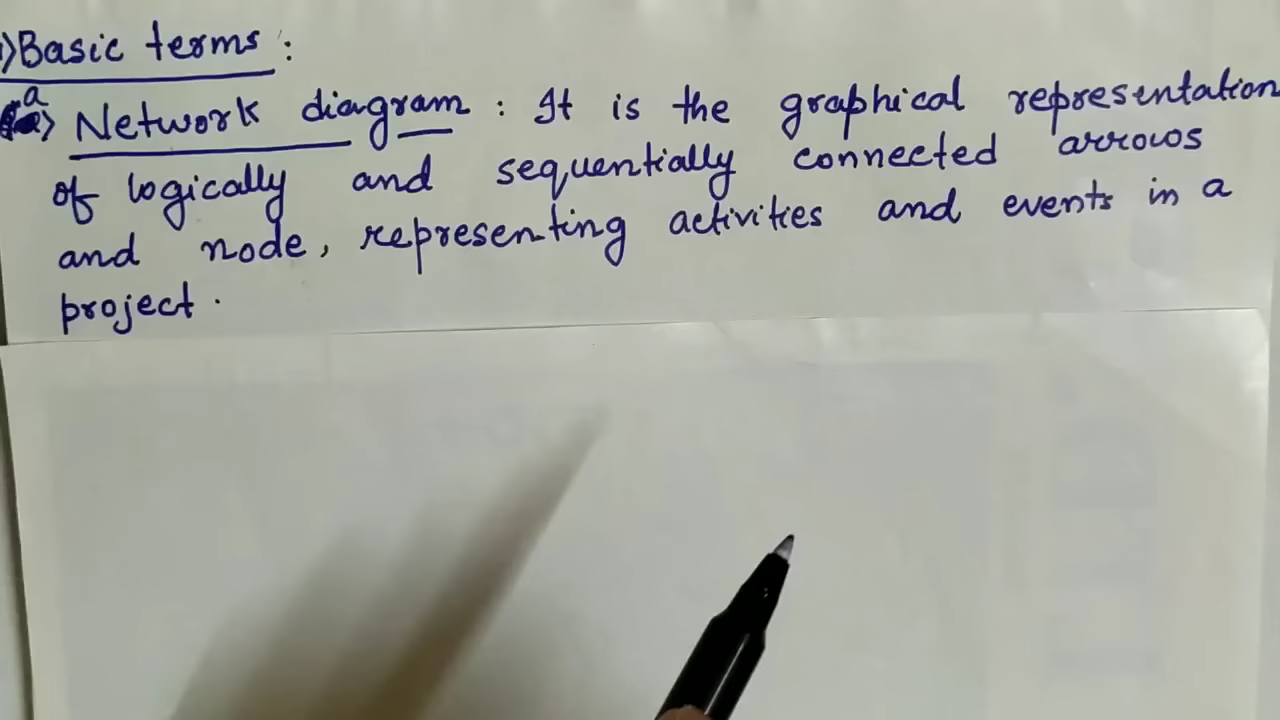 1) Basic terms :
a) Network diagram : It is the graphical representation
of logically and sequentially connected arrows
and node, representing activities and events in a
project.